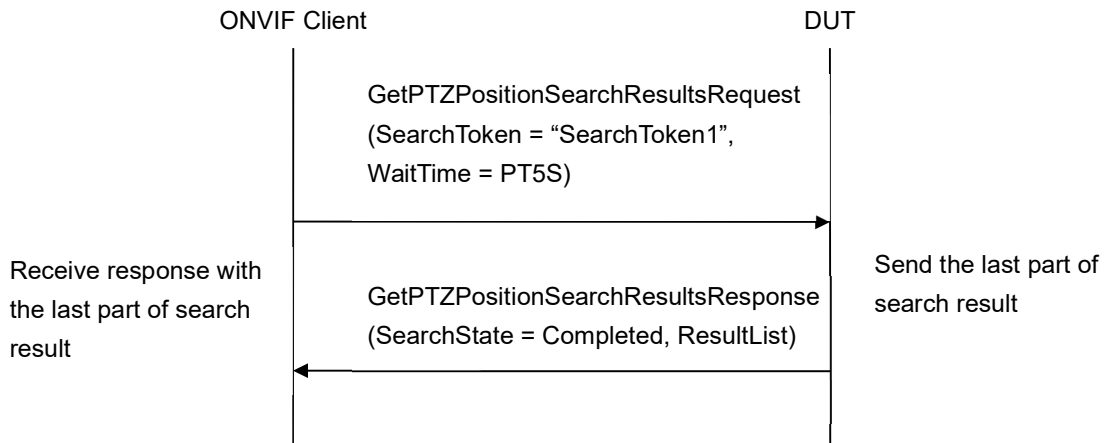 ONVIF Client
DUT
GetPTZPositionSearchResultsRequest
(SearchToken = “SearchToken1”,
WaitTime = PT5S)
Receive response with
the last part of search
result
GetPTZPositionSearchResultsResponse
(SearchState = Completed, ResultList)
Send the last part of
search result